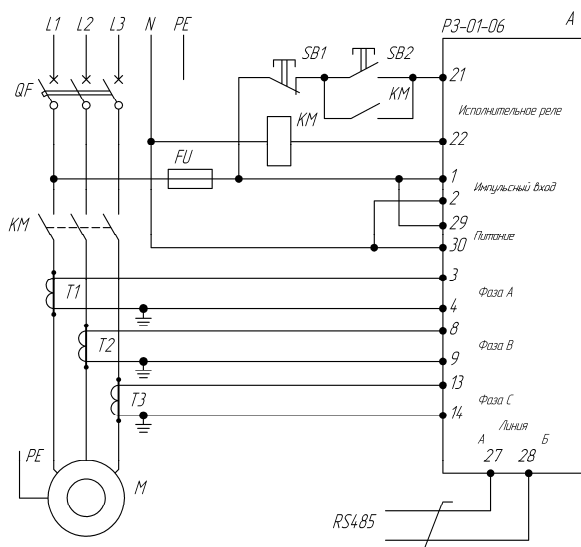 L1 L2 L3 N PE
РЗ-01-06
A
SB1 SB2
QF
21
KM
Исполнительное реле
KM
22
FU
1
Импульсный вход
2
29
KM
Питание
30
3
T1
Фаза А
4
8
T2
Фаза В
9
13
T3
Фаза С
14
Линия
А Б
27 28
PE
M
RS485